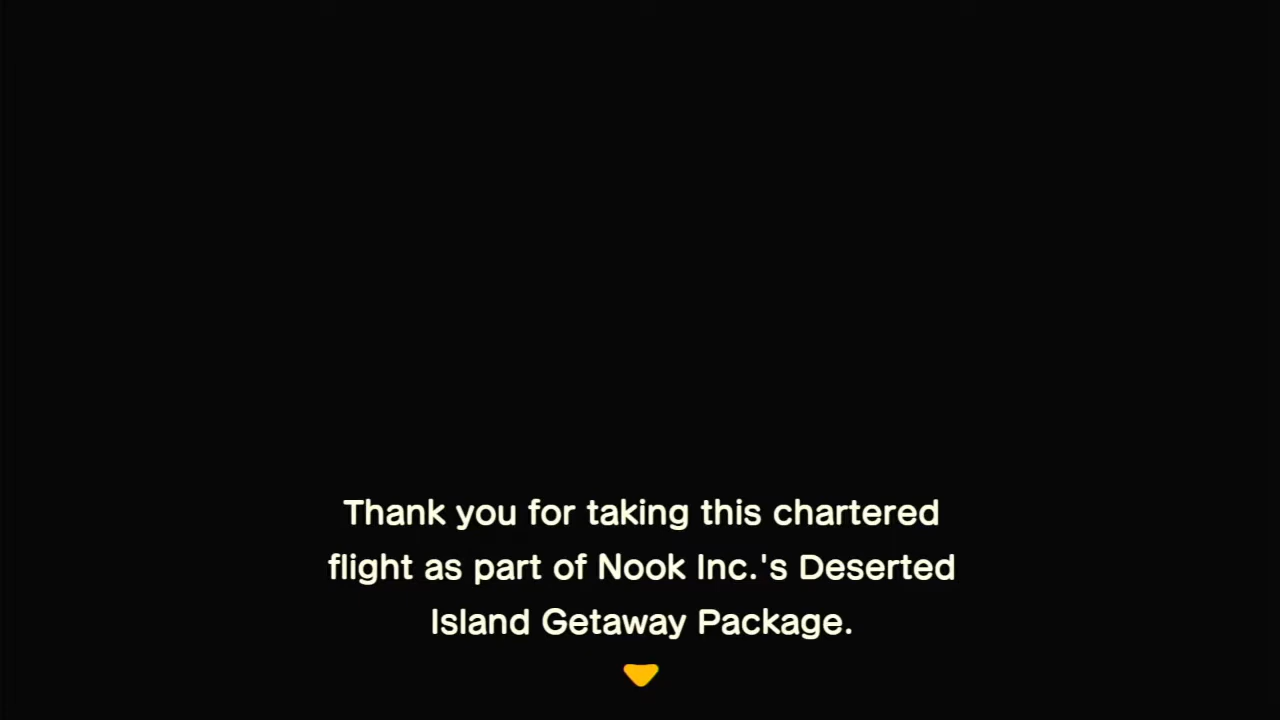 Thank you for taking this chartered
flight as part of Nook Inc.'s Deserted
Island Getaway Package.